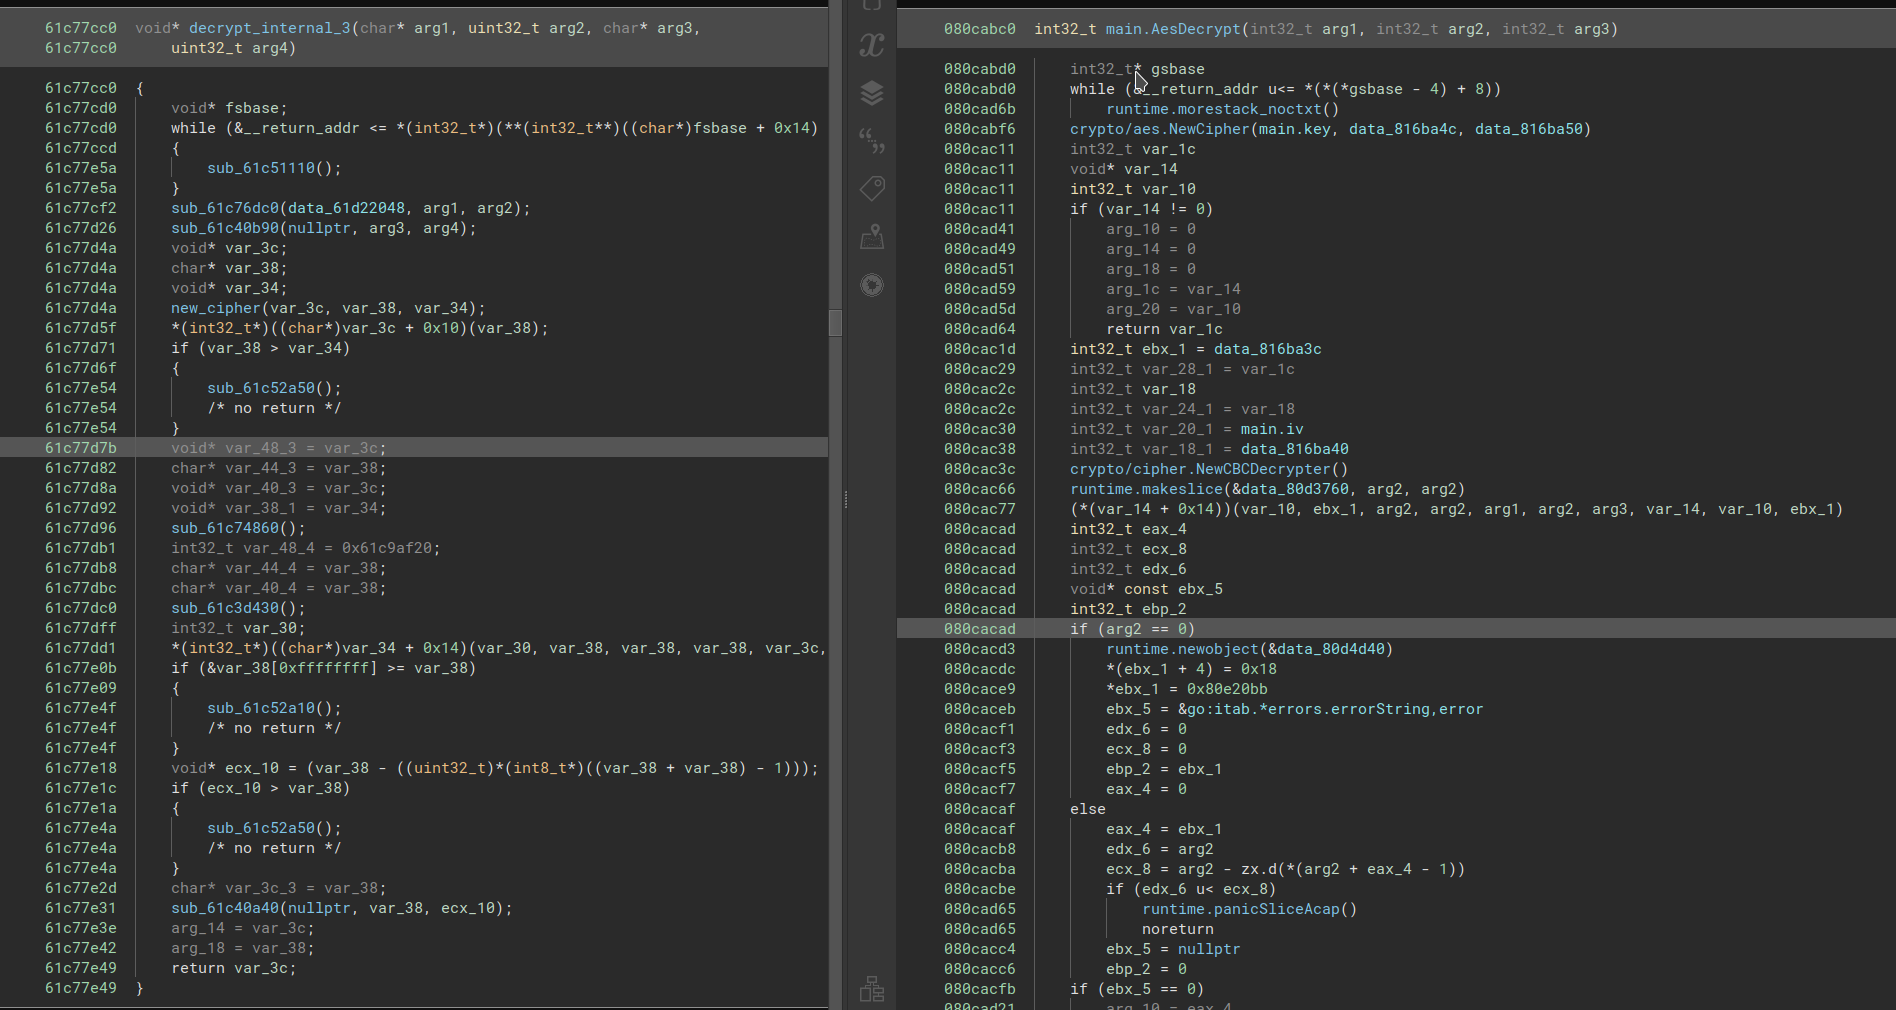 61c77cc0 void* decrypt_internal_3(char* arg1, uint32_t arg2, char* arg3,
61c77cc0 uint32_t arg4)
61c77cc0 {
61c77cd0 void* fsbase;
61c77cd0 while (&__return_addr <= *(int32_t*)(**(int32_t**)((char*)fsbase + 0x14)
61c77ccd {
61c77e5a sub_61c51110();
61c77e5a }
61c77cf2 sub_61c76dc0(data_61d22048, arg1, arg2);
61c77d26 sub_61c40b90(nullptr, arg3, arg4);
61c77d4a void* var_3c;
61c77d4a char* var_38;
61c77d4a void* var_34;
61c77d4a new_cipher(var_3c, var_38, var_34);
61c77d5f *(int32_t*)((char*)var_3c + 0x10)(var_38);
61c77d71 if (var_38 > var_34)
61c77d6f {
61c77e54 sub_61c52a50();
61c77e54 /* no return */
61c77e54 }
61c77d7b void* var_48_3 = var_3c;
61c77d82 char* var_44_3 = var_38;
61c77d8a void* var_40_3 = var_3c;
61c77d92 void* var_38_1 = var_34;
61c77d96 sub_61c74860();
61c77db1 int32_t var_48_4 = 0x61c9af20;
61c77db8 char* var_44_4 = var_38;
61c77dbc char* var_40_4 = var_38;
61c77dc0 sub_61c3d430();
61c77dff int32_t var_30;
61c77dd1 *(int32_t*)((char*)var_34 + 0x14)(var_30, var_38, var_38, var_38, var_3c,
61c77e0b if (&var_38[0xffffffff] >= var_38)
61c77e09 {
61c77e4f sub_61c52a10();
61c77e4f /* no return */
61c77e4f }
61c77e18 void* ecx_10 = (var_38 - ((uint32_t)*(int8_t*)((var_38 + var_38) - 1)));
61c77e1c if (ecx_10 > var_38)
61c77e1a {
61c77e4a sub_61c52a50();
61c77e4a /* no return */
61c77e4a }
61c77e2d char* var_3c_3 = var_38;
61c77e31 sub_61c40a40(nullptr, var_38, ecx_10);
61c77e3e arg_14 = var_3c;
61c77e42 arg_18 = var_38;
61c77e49 return var_3c;
61c77e49 }
080cabc0 int32_t main.AesDecrypt(int32_t arg1, int32_t arg2, int32_t arg3)
080cabd0 int32_t* gsbase
080cabd0 while (&__return_addr u<= *(*(*gsbase - 4) + 8))
080cad6b runtime.morestack_noctxt()
080cabf6 crypto/aes.NewCipher(main.key, data_816ba4c, data_816ba50)
080cac11 int32_t var_1c
080cac11 void* var_14
080cac11 int32_t var_10
080cac11 if (var_14 != 0)
080cad41 arg_10 = 0
080cad49 arg_14 = 0
080cad51 arg_18 = 0
080cad59 arg_1c = var_14
080cad5d arg_20 = var_10
080cad64 return var_1c
080cac1d int32_t ebx_1 = data_816ba3c
080cac29 int32_t var_28_1 = var_1c
080cac2c int32_t var_18
080cac2c int32_t var_24_1 = var_18
080cac30 int32_t var_20_1 = main.iv
080cac38 int32_t var_18_1 = data_816ba40
080cac3c crypto/cipher.NewCBCDecrypter()
080cac66 runtime.makeslice(&data_80d3760, arg2, arg2)
080cac77 (*(var_14 + 0x14))(var_10, ebx_1, arg2, arg2, arg1, arg2, arg3, var_14, var_10, ebx_1)
080cacad int32_t eax_4
080cacad int32_t ecx_8
080cacad int32_t edx_6
080cacad void* const ebx_5
080cacad int32_t ebp_2
080cacad if (arg2 == 0)
080cacd3 runtime.newobject(&data_80d4d40)
080cacdc *(ebx_1 + 4) = 0x18
080cace9 *ebx_1 = 0x80e20bb
080caceb ebx_5 = &go:itab.*errors.errorString,error
080cacf1 edx_6 = 0
080cacf3 ecx_8 = 0
080cacf5 ebp_2 = ebx_1
080cacf7 eax_4 = 0
080cacaf else
080cacaf eax_4 = ebx_1
080cacb8 edx_6 = arg2
080cacba ecx_8 = arg2 - zx.d(*(arg2 + eax_4 - 1))
080cacbe if (edx_6 u< ecx_8)
080cad65 runtime.panicSliceAcap()
080cad65 noreturn
080cacc4 ebx_5 = nullptr
080cacc6 ebp_2 = 0
080cacfb if (ebx_5 == 0)
080cad21 arg_10 = eax_4